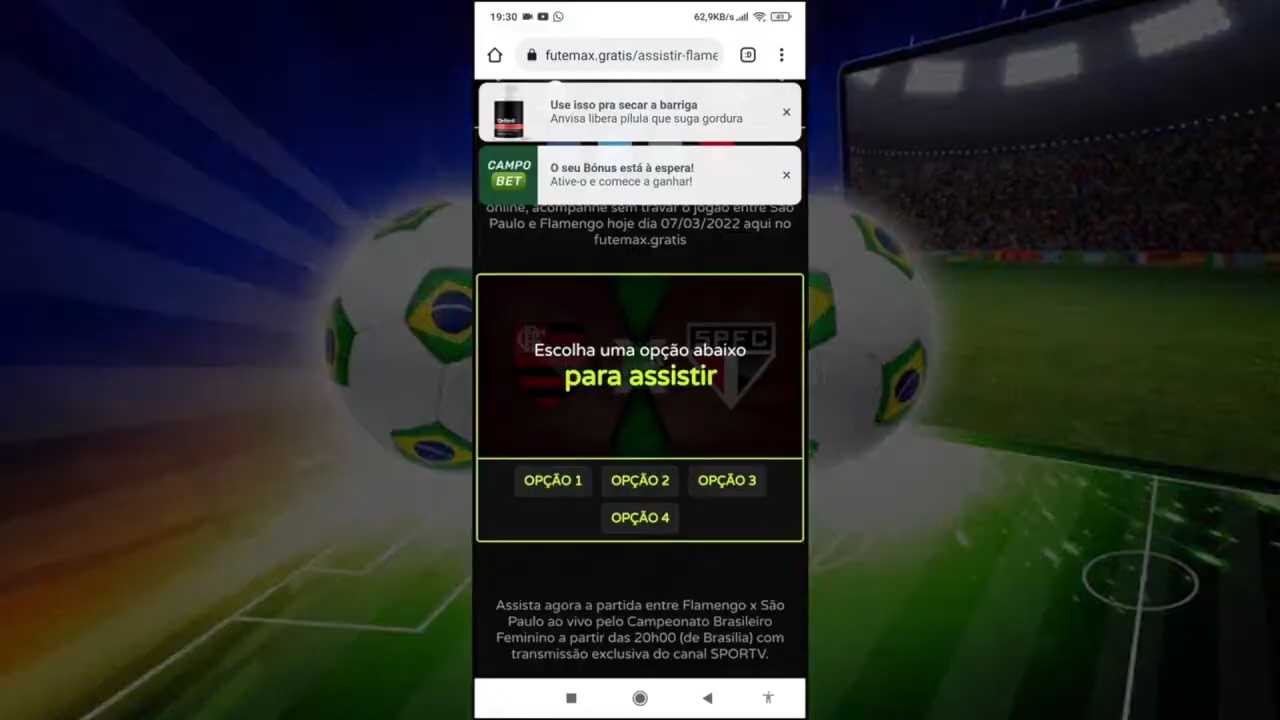 19:30
62,9KB/s
49
futemax.gratis/assistir-flame
:D
Use isso pra secar a barriga
Anvisa libera pílula que suga gordura
CAMPO
BET
O seu Bónus está à espera!
Ative-o e comece a ganhar!
online, acompanhe sem travar o jogão entre São
Paulo e Flamengo hoje dia 07/03/2022 aqui no
futemax.gratis
SPFC
Escolha uma opção abaixo
para assistir
OPÇÃO 1
OPÇÃO 2
OPÇÃO 3
OPÇÃO 4
Assista agora a partida entre Flamengo x São
Paulo ao vivo pelo Campeonato Brasileiro
Feminino a partir das 20h00 (de Brasília) com
transmissão exclusiva do canal SPORTV.